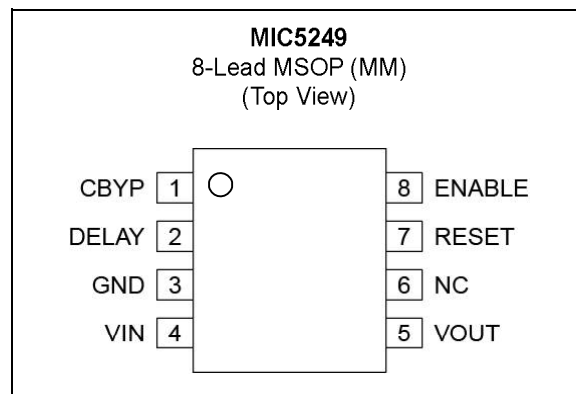 MIC5249
8-Lead MSOP (MM)
(Top View)
CBYP 1 8 ENABLE
DELAY 2 7 RESET
GND 3 6 NC
VIN 4 5 VOUT